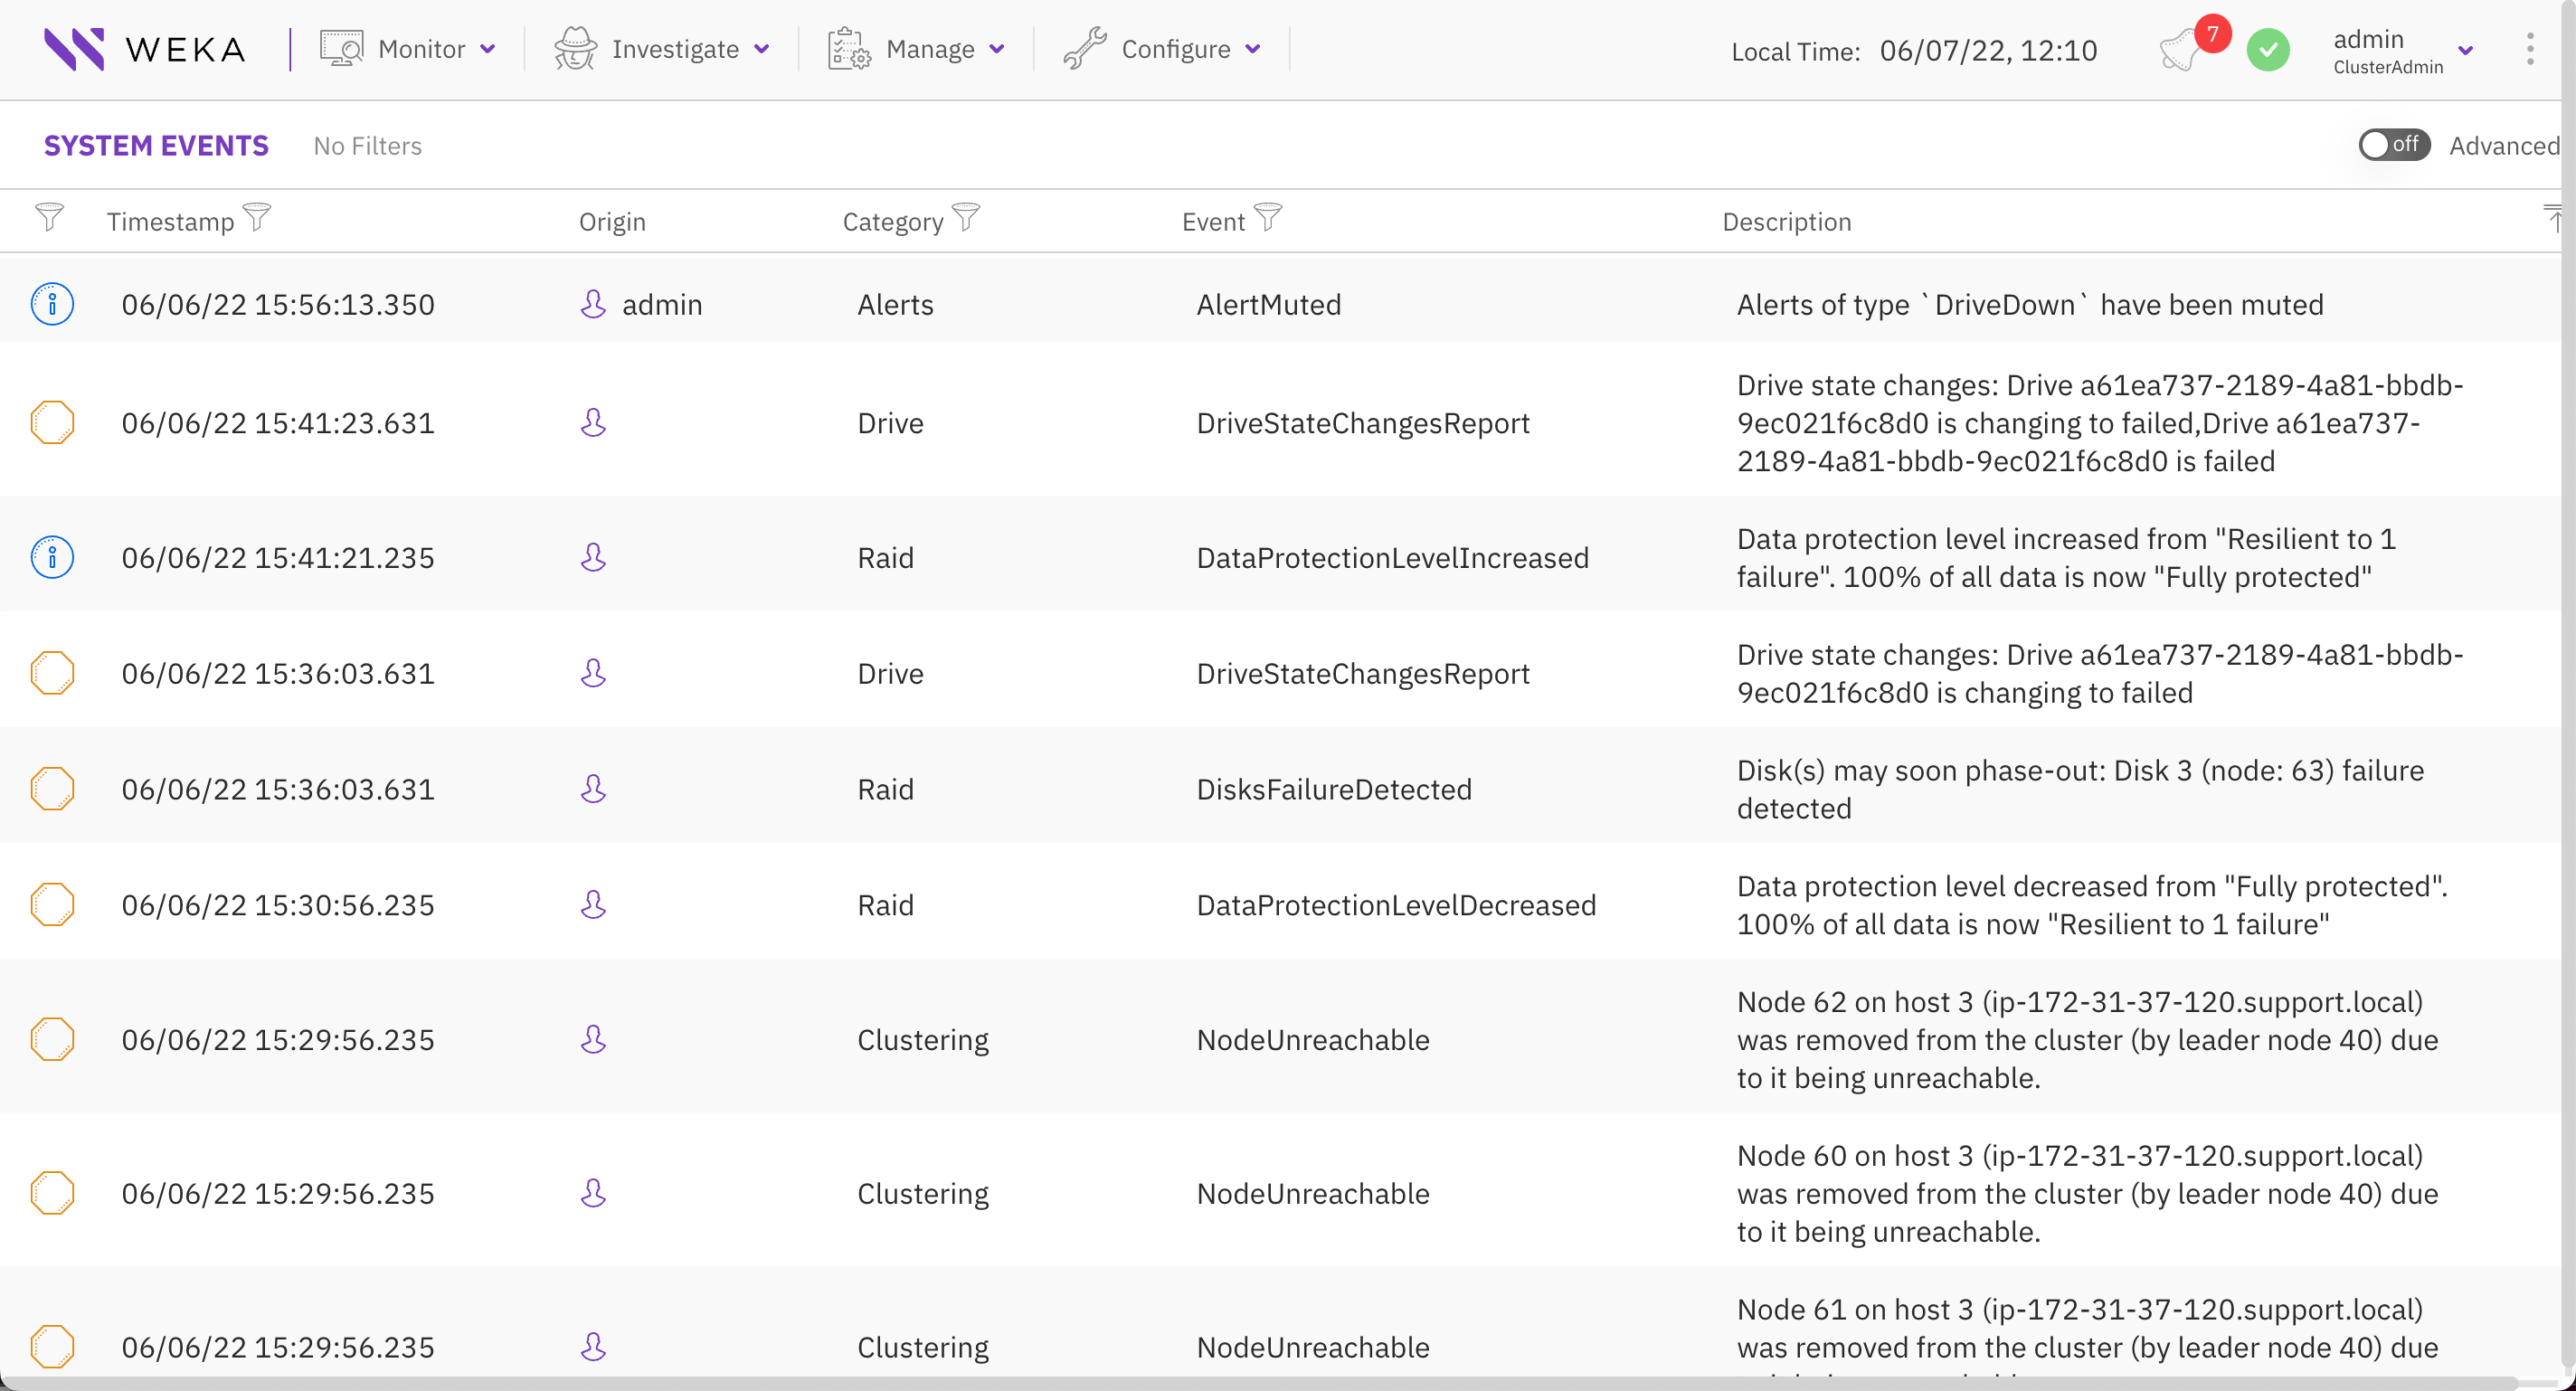 WEKA Monitor Investigate Manage Configure Local Time: 06/07/22, 12:10 7 admin
ClusterAdmin
SYSTEM EVENTS No Filters off Advanced
Timestamp Origin Category Event Description
06/06/22 15:56:13.350 admin Alerts AlertMuted Alerts of type `DriveDown` have been muted
06/06/22 15:41:23.631 Drive DriveStateChangesReport Drive state changes: Drive a61ea737-2189-4a81-bbdb-
9ec021f6c8d0 is changing to failed,Drive a61ea737-
2189-4a81-bbdb-9ec021f6c8d0 is failed
06/06/22 15:41:21.235 Raid DataProtectionLevelIncreased Data protection level increased from "Resilient to 1
failure". 100% of all data is now "Fully protected"
06/06/22 15:36:03.631 Drive DriveStateChangesReport Drive state changes: Drive a61ea737-2189-4a81-bbdb-
9ec021f6c8d0 is changing to failed
06/06/22 15:36:03.631 Raid DisksFailureDetected Disk(s) may soon phase-out: Disk 3 (node: 63) failure
detected
06/06/22 15:30:56.235 Raid DataProtectionLevelDecreased Data protection level decreased from "Fully protected".
100% of all data is now "Resilient to 1 failure"
06/06/22 15:29:56.235 Clustering NodeUnreachable Node 62 on host 3 (ip-172-31-37-120.support.local)
was removed from the cluster (by leader node 40) due
to it being unreachable.
06/06/22 15:29:56.235 Clustering NodeUnreachable Node 60 on host 3 (ip-172-31-37-120.support.local)
was removed from the cluster (by leader node 40) due
to it being unreachable.
06/06/22 15:29:56.235 Clustering NodeUnreachable Node 61 on host 3 (ip-172-31-37-120.support.local)
was removed from the cluster (by leader node 40) due